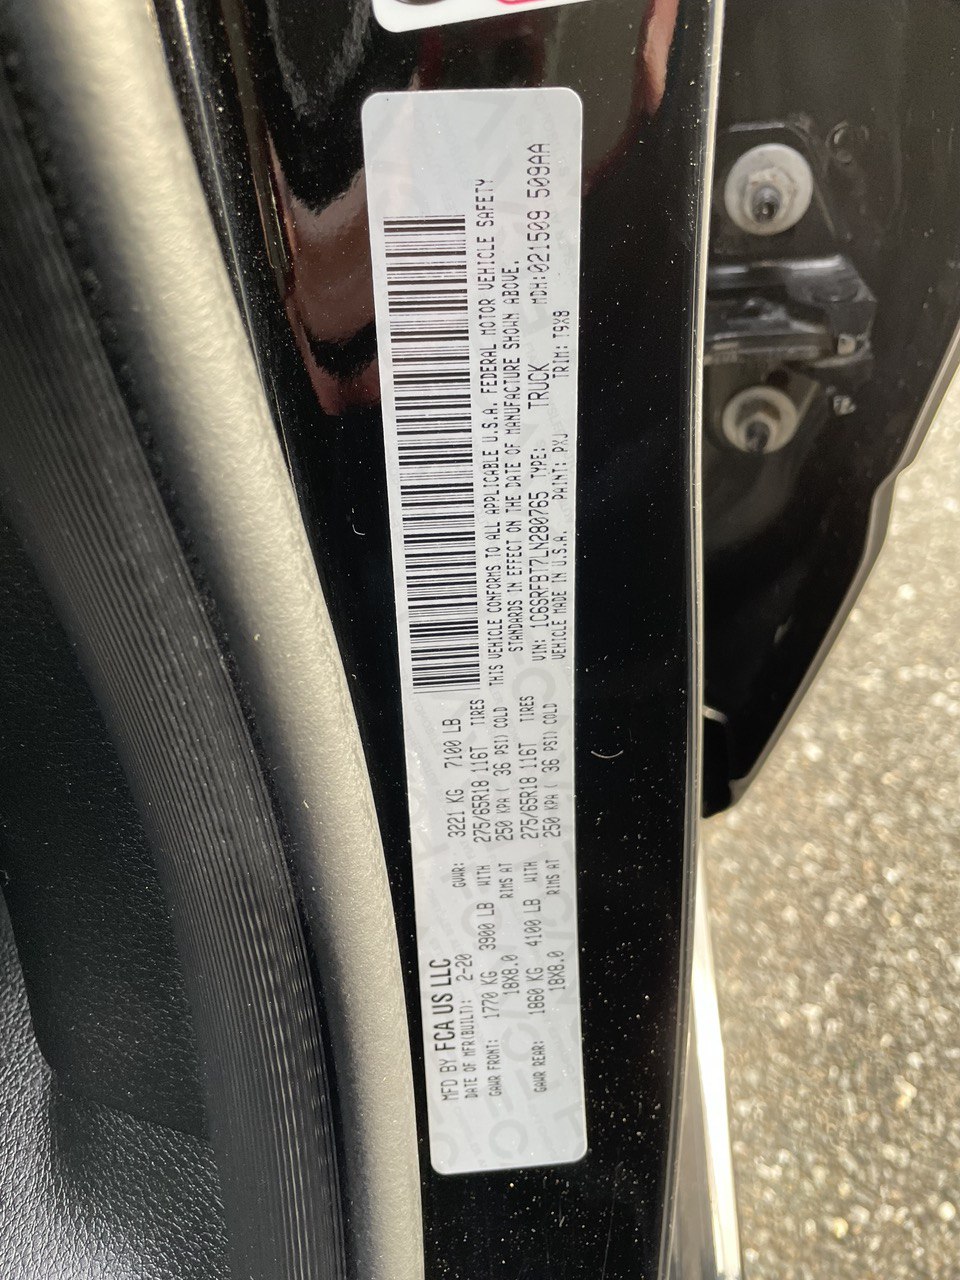 MFD BY FCA US LLC
DATE OF MFR(BUILT): 2-20 GVWR: 3221 KG 7100 LB
GAWR FRONT: 1770 KG 3900 LB WITH 275/65R18 116T TIRES
18X8.0 RIMS AT 250 KPA ( 36 PSI) COLD
GAWR REAR: 1860 KG 4100 LB WITH 275/65R18 116T TIRES
18X8.0 RIMS AT 250 KPA ( 36 PSI) COLD
THIS VEHICLE CONFORMS TO ALL APPLICABLE U.S.A. FEDERAL MOTOR VEHICLE SAFETY
STANDARDS IN EFFECT ON THE DATE OF MANUFACTURE SHOWN ABOVE.
VIN: 1C6SRFBT7LN280765 TYPE: TRUCK MDH:021509 509AA
VEHICLE MADE IN U.S.A. PAINT: PXJ TRIM: T9X8